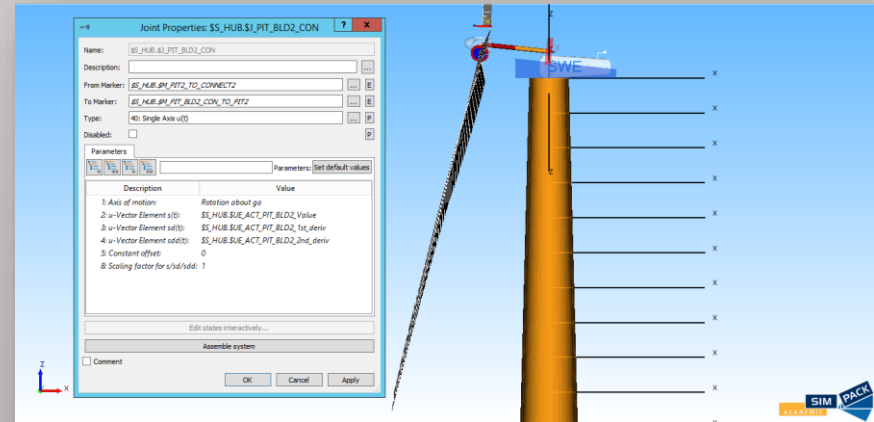 Joint Properties: $S_HUB.$J_PIT_BLD2_CON ? x
Name: $S_HUB.$J_PIT_BLD2_CON
Description: ...
From Marker: $S_HUB.$M_PIT2_TO_CONNECT2 ... E
To Marker: $S_HUB.$M_PIT_BLD2_CON_TO_PIT2 ... E
Type: 40: Single Axis u(t) ... P
Disabled: P
Parameters
Parameters: Set default values
Description Value
1: Axis of motion: Rotation about ga
2: u-Vector Element s(t): $S_HUB.$UE_ACT_PIT_BLD2_Value
3: u-Vector Element sd(t): $S_HUB.$UE_ACT_PIT_BLD2_1st_deriv
4: u-Vector Element sdd(t): $S_HUB.$UE_ACT_PIT_BLD2_2nd_deriv
5: Constant offset: 0
8: Scaling factor for s/sd/sdd: 1
Edit states interactively...
Assemble system
Comment
OK Cancel Apply
z
x
z
SWE
x
x
x
x
x
x
x
x
x
x
SIMPACK
ACADEMIC